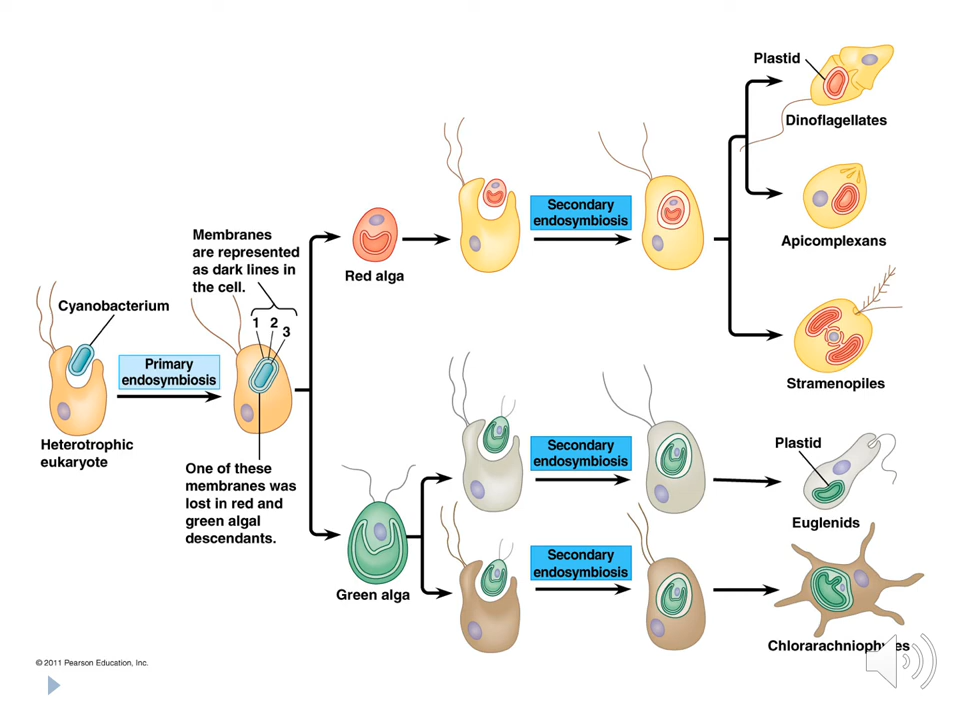 Plastid
Dinoflagellates
Secondary
endosymbiosis
Apicomplexans
Membranes
are represented
as dark lines in
the cell.
Red alga
Cyanobacterium
1 2 3
Primary
endosymbiosis
Stramenopiles
Heterotrophic
eukaryote
One of these
membranes was
lost in red and
green algal
descendants.
Secondary
endosymbiosis
Plastid
Euglenids
Green alga
Secondary
endosymbiosis
Chlorarachniophytes
© 2011 Pearson Education, Inc.